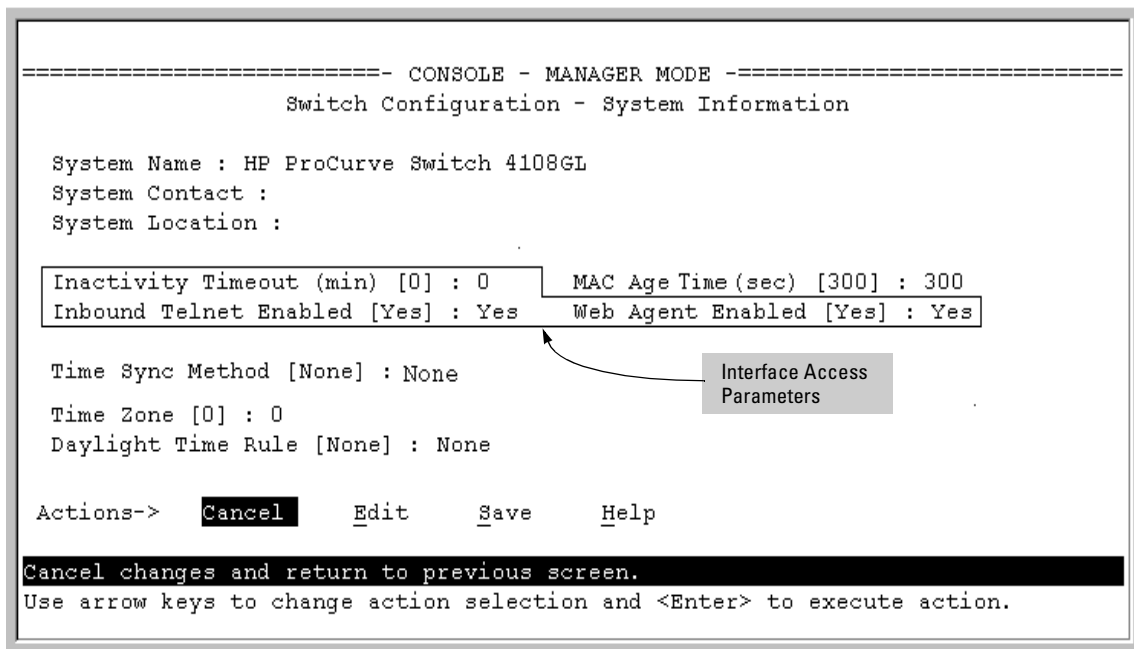 ==========================- CONSOLE - MANAGER MODE -============================
Switch Configuration - System Information
System Name : HP ProCurve Switch 4108GL
System Contact :
System Location :
Inactivity Timeout (min) [0] : 0 MAC Age Time (sec) [300] : 300
Inbound Telnet Enabled [Yes] : Yes Web Agent Enabled [Yes] : Yes
Time Sync Method [None] : None
Interface Access
Parameters
Time Zone [0] : 0
Daylight Time Rule [None] : None
Actions-> Cancel Edit Save Help
Cancel changes and return to previous screen.
Use arrow keys to change action selection and <Enter> to execute action.